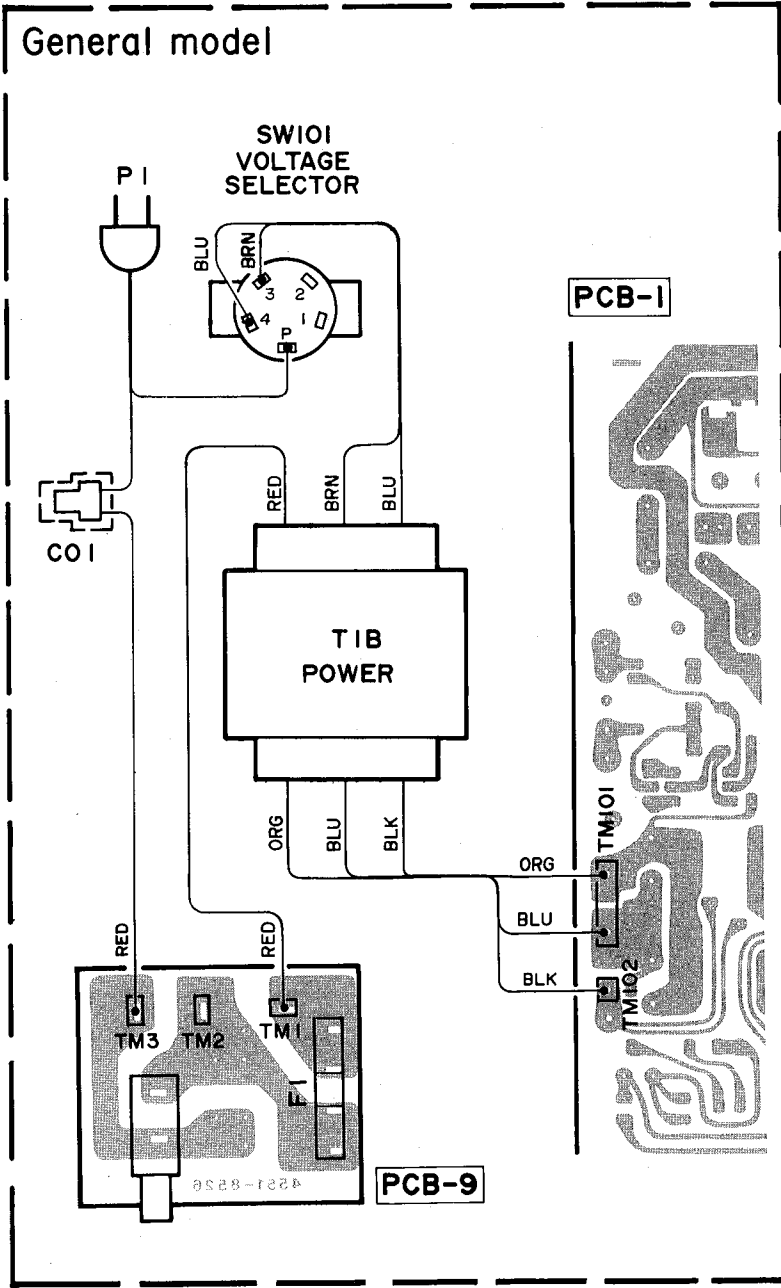 General model
SW101
VOLTAGE
SELECTOR
P1
BLU
BRN
3
2
4
1
P
PCB-1
RED
BRN
BLU
CO1
T1B
POWER
ORG
BLU
BLK
TM101
ORG
BLU
BLK
TM102
RED
RED
TM3
TM2
TM1
F1
4551-8526
PCB-9